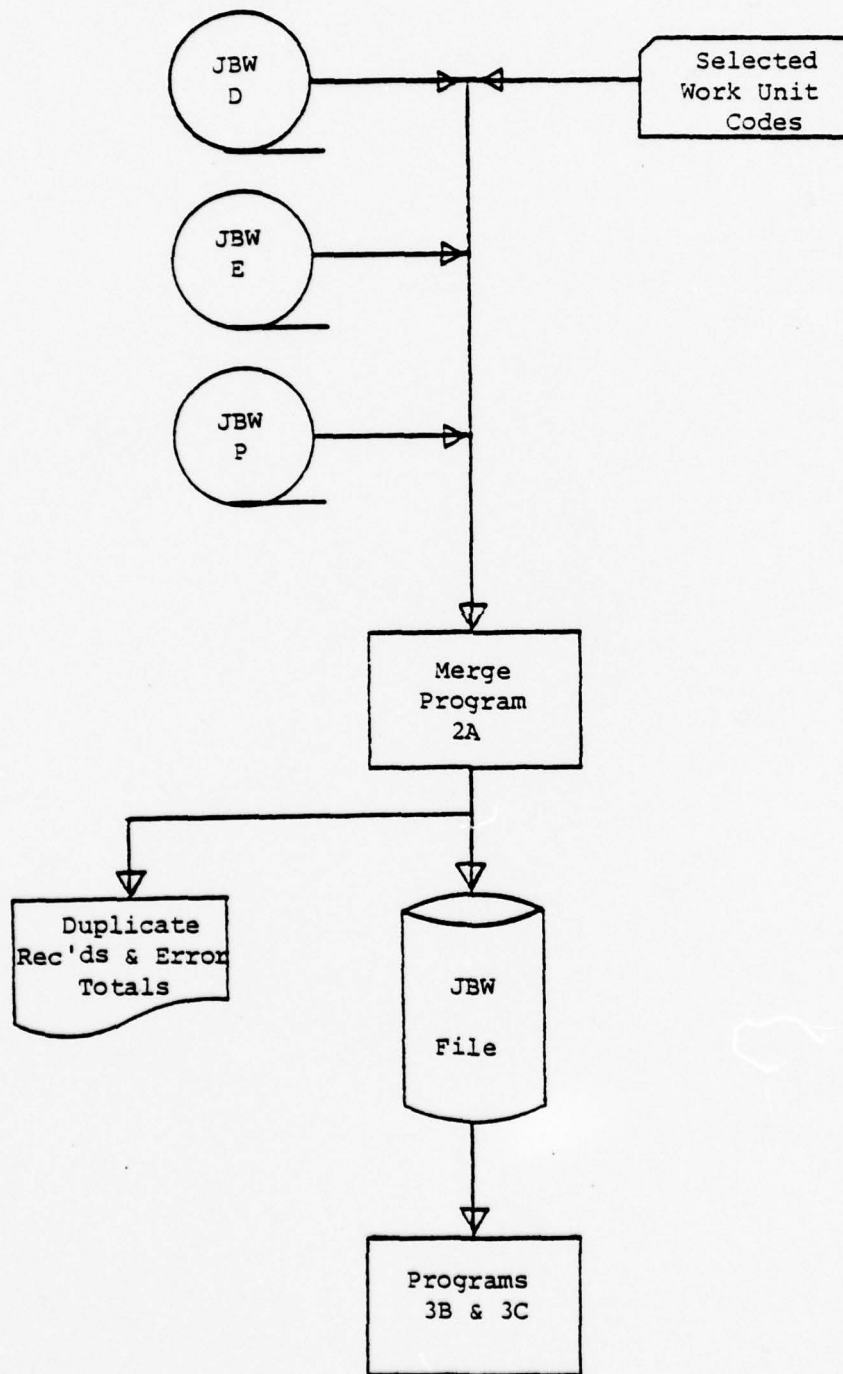 JBW
D
Selected
Work Unit
Codes
JBW
E
JBW
P
Merge
Program
2A
Duplicate
Rec'ds & Error
Totals
JBW
File
Programs
3B & 3C